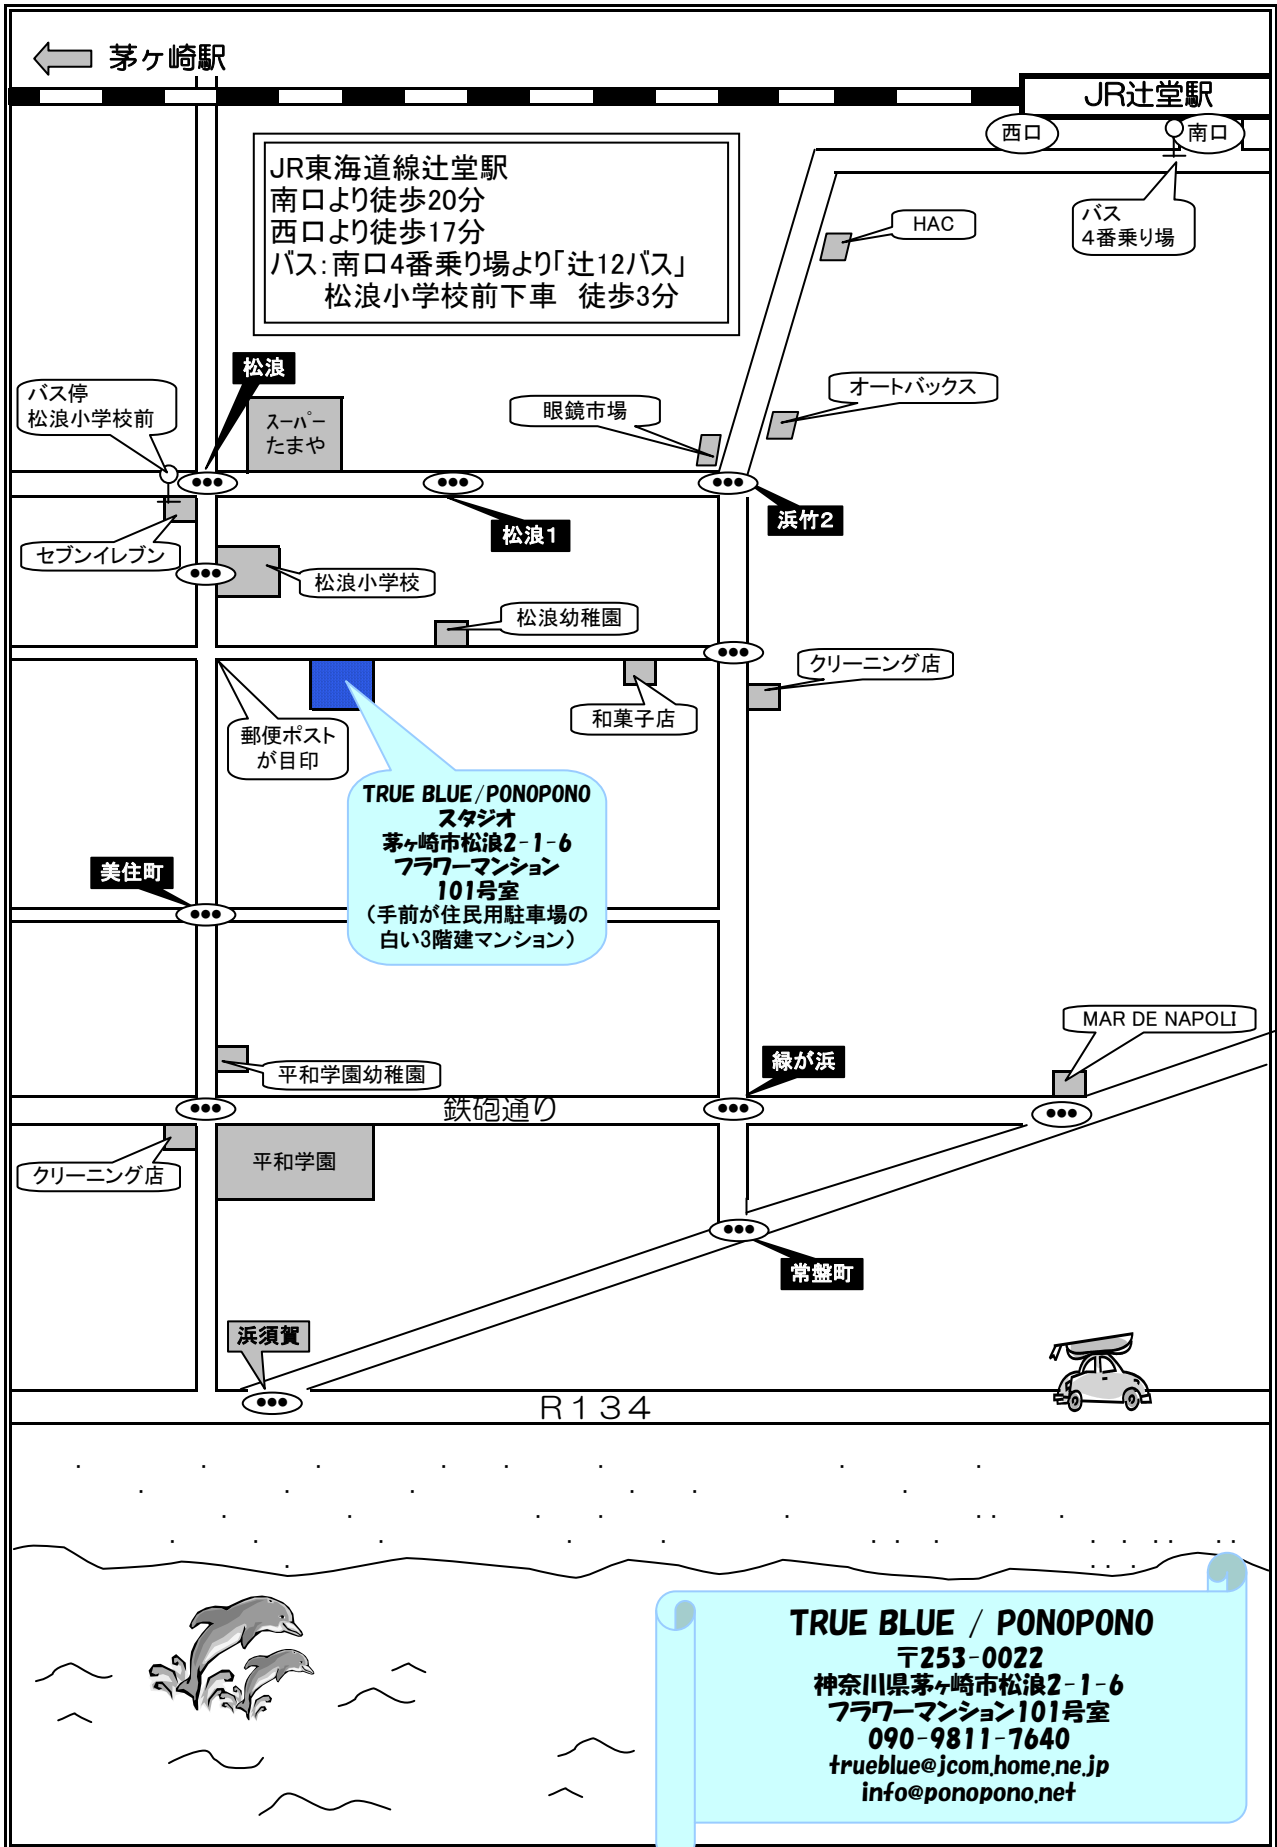 茅ヶ崎駅
JR辻堂駅
西口
南口
JR東海道線辻堂駅
南口より徒歩20分
西口より徒歩17分
バス:南口4番乗り場より「辻12バス」
松浪小学校前下車　徒歩3分
HAC
バス
4番乗り場
松浪
バス停
松浪小学校前
スーパー
たまや
眼鏡市場
オートバックス
浜竹2
松浪1
セブンイレブン
松浪小学校
松浪幼稚園
クリーニング店
和菓子店
郵便ポスト
が目印
TRUE BLUE/PONOPONO
スタジオ
茅ヶ崎市松浪2-1-6
フラワーマンション
101号室
(手前が住民用駐車場の
白い3階建マンション)
美住町
MAR DE NAPOLI
緑が浜
平和学園幼稚園
鉄砲通り
平和学園
クリーニング店
常盤町
浜須賀
R134
TRUE BLUE / PONOPONO
〒253-0022
神奈川県茅ヶ崎市松浪2-1-6
フラワーマンション101号室
090-9811-7640
trueblue@jcom.home.ne.jp
info@ponopono.net